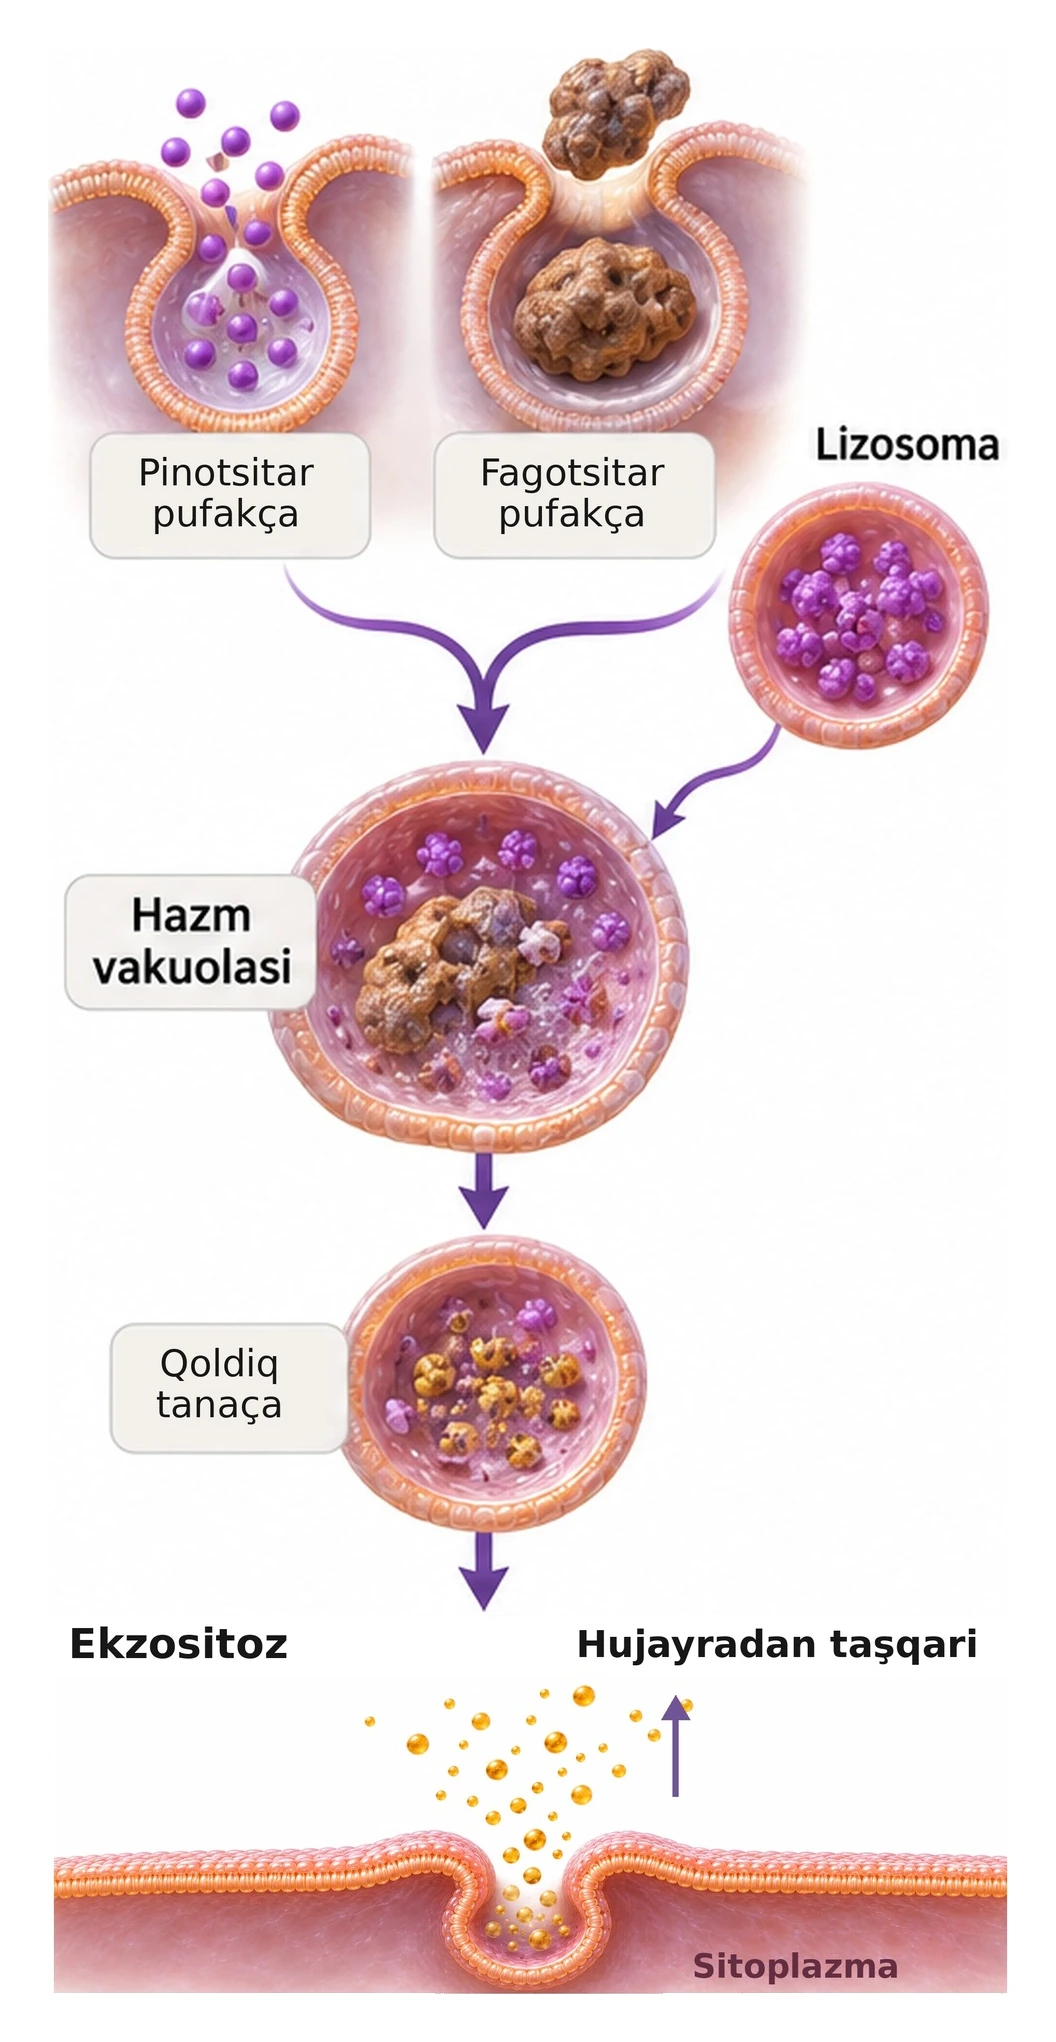 Pinotsitar
pufakça
Fagotsitar
pufakça
Lizosoma
Hazm
vakuolasi
Qoldiq
tanaça
Ekzositoz
Hujayradan taşqari
Sitoplazma